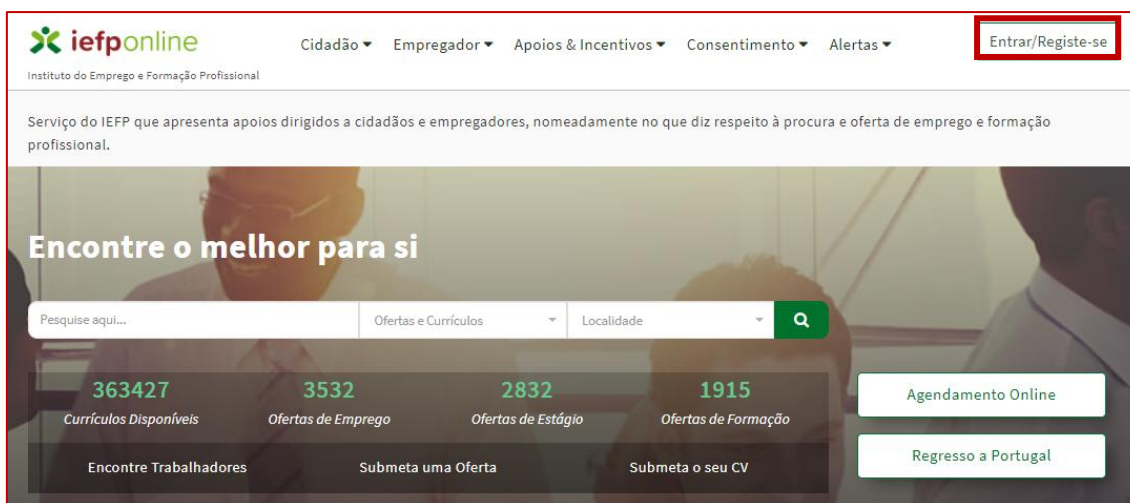 iefponline
Cidadão Empregador Apoios & Incentivos Consentimento Alertas Entrar/Registe-se
Instituto do Emprego e Formação Profissional
Serviço do IEFP que apresenta apoios dirigidos a cidadãos e empregadores, nomeadamente no que diz respeito à procura e oferta de emprego e formação
profissional.
Encontre o melhor para si
Pesquise aqui... Ofertas e Currículos Localidade
363427 3532 2832 1915
Currículos Disponíveis Ofertas de Emprego Ofertas de Estágio Ofertas de Formação
Agendamento Online
Encontre Trabalhadores Submeta uma Oferta Submeta o seu CV
Regresso a Portugal